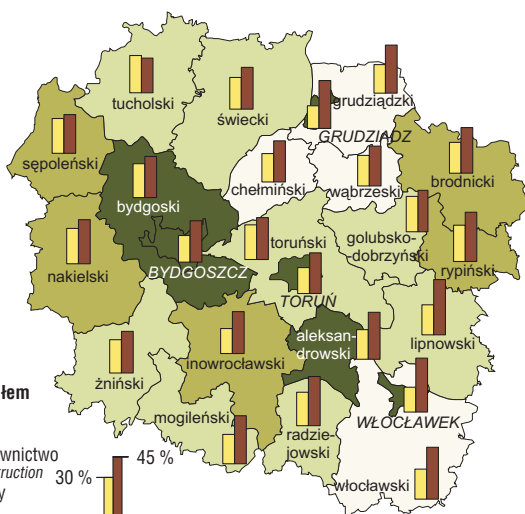 tucholski
świecki
grudziądzki
GRUDZIĄDZ
sępoleński
chełmiński
wąbrzeski
brodnicki
bydgoski
toruński
golubsko-
dobrzyński
nakielski
BYDGOSZCZ
rypiński
TORUŃ
aleksan-
drowski
lipnowski
inowrocławski
żniński
mogileński
radzie-
jowski
WŁOCŁAWEK
włocławski
łem
wnictwo
truction
y
30 %
45 %